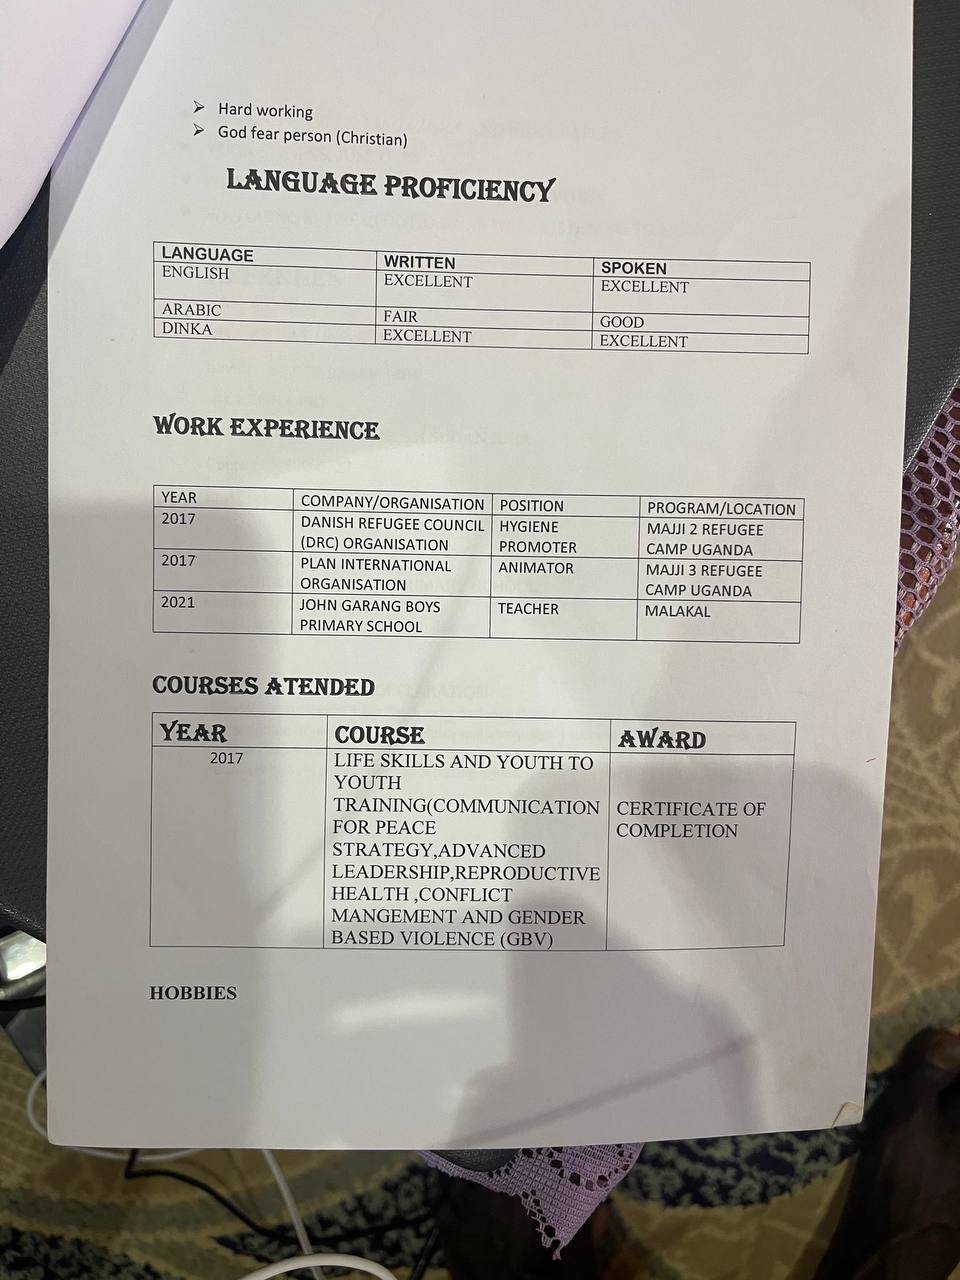 ➢ Hard working
➢ God fear person (Christian)
LANGUAGE PROFICIENCY
LANGUAGE WRITTEN SPOKEN
ENGLISH EXCELLENT EXCELLENT
ARABIC FAIR GOOD
DINKA EXCELLENT EXCELLENT
WORK EXPERIENCE
YEAR COMPANY/ORGANISATION POSITION PROGRAM/LOCATION
2017 DANISH REFUGEE COUNCIL HYGIENE MAJJI 2 REFUGEE
(DRC) ORGANISATION PROMOTER CAMP UGANDA
2017 PLAN INTERNATIONAL ANIMATOR MAJJI 3 REFUGEE
ORGANISATION CAMP UGANDA
2021 JOHN GARANG BOYS TEACHER MALAKAL
PRIMARY SCHOOL
COURSES ATENDED
YEAR COURSE AWARD
2017 LIFE SKILLS AND YOUTH TO
YOUTH
TRAINING(COMMUNICATION CERTIFICATE OF
FOR PEACE COMPLETION
STRATEGY,ADVANCED
LEADERSHIP,REPRODUCTIVE
HEALTH ,CONFLICT
MANGEMENT AND GENDER
BASED VIOLENCE (GBV)
HOBBIES